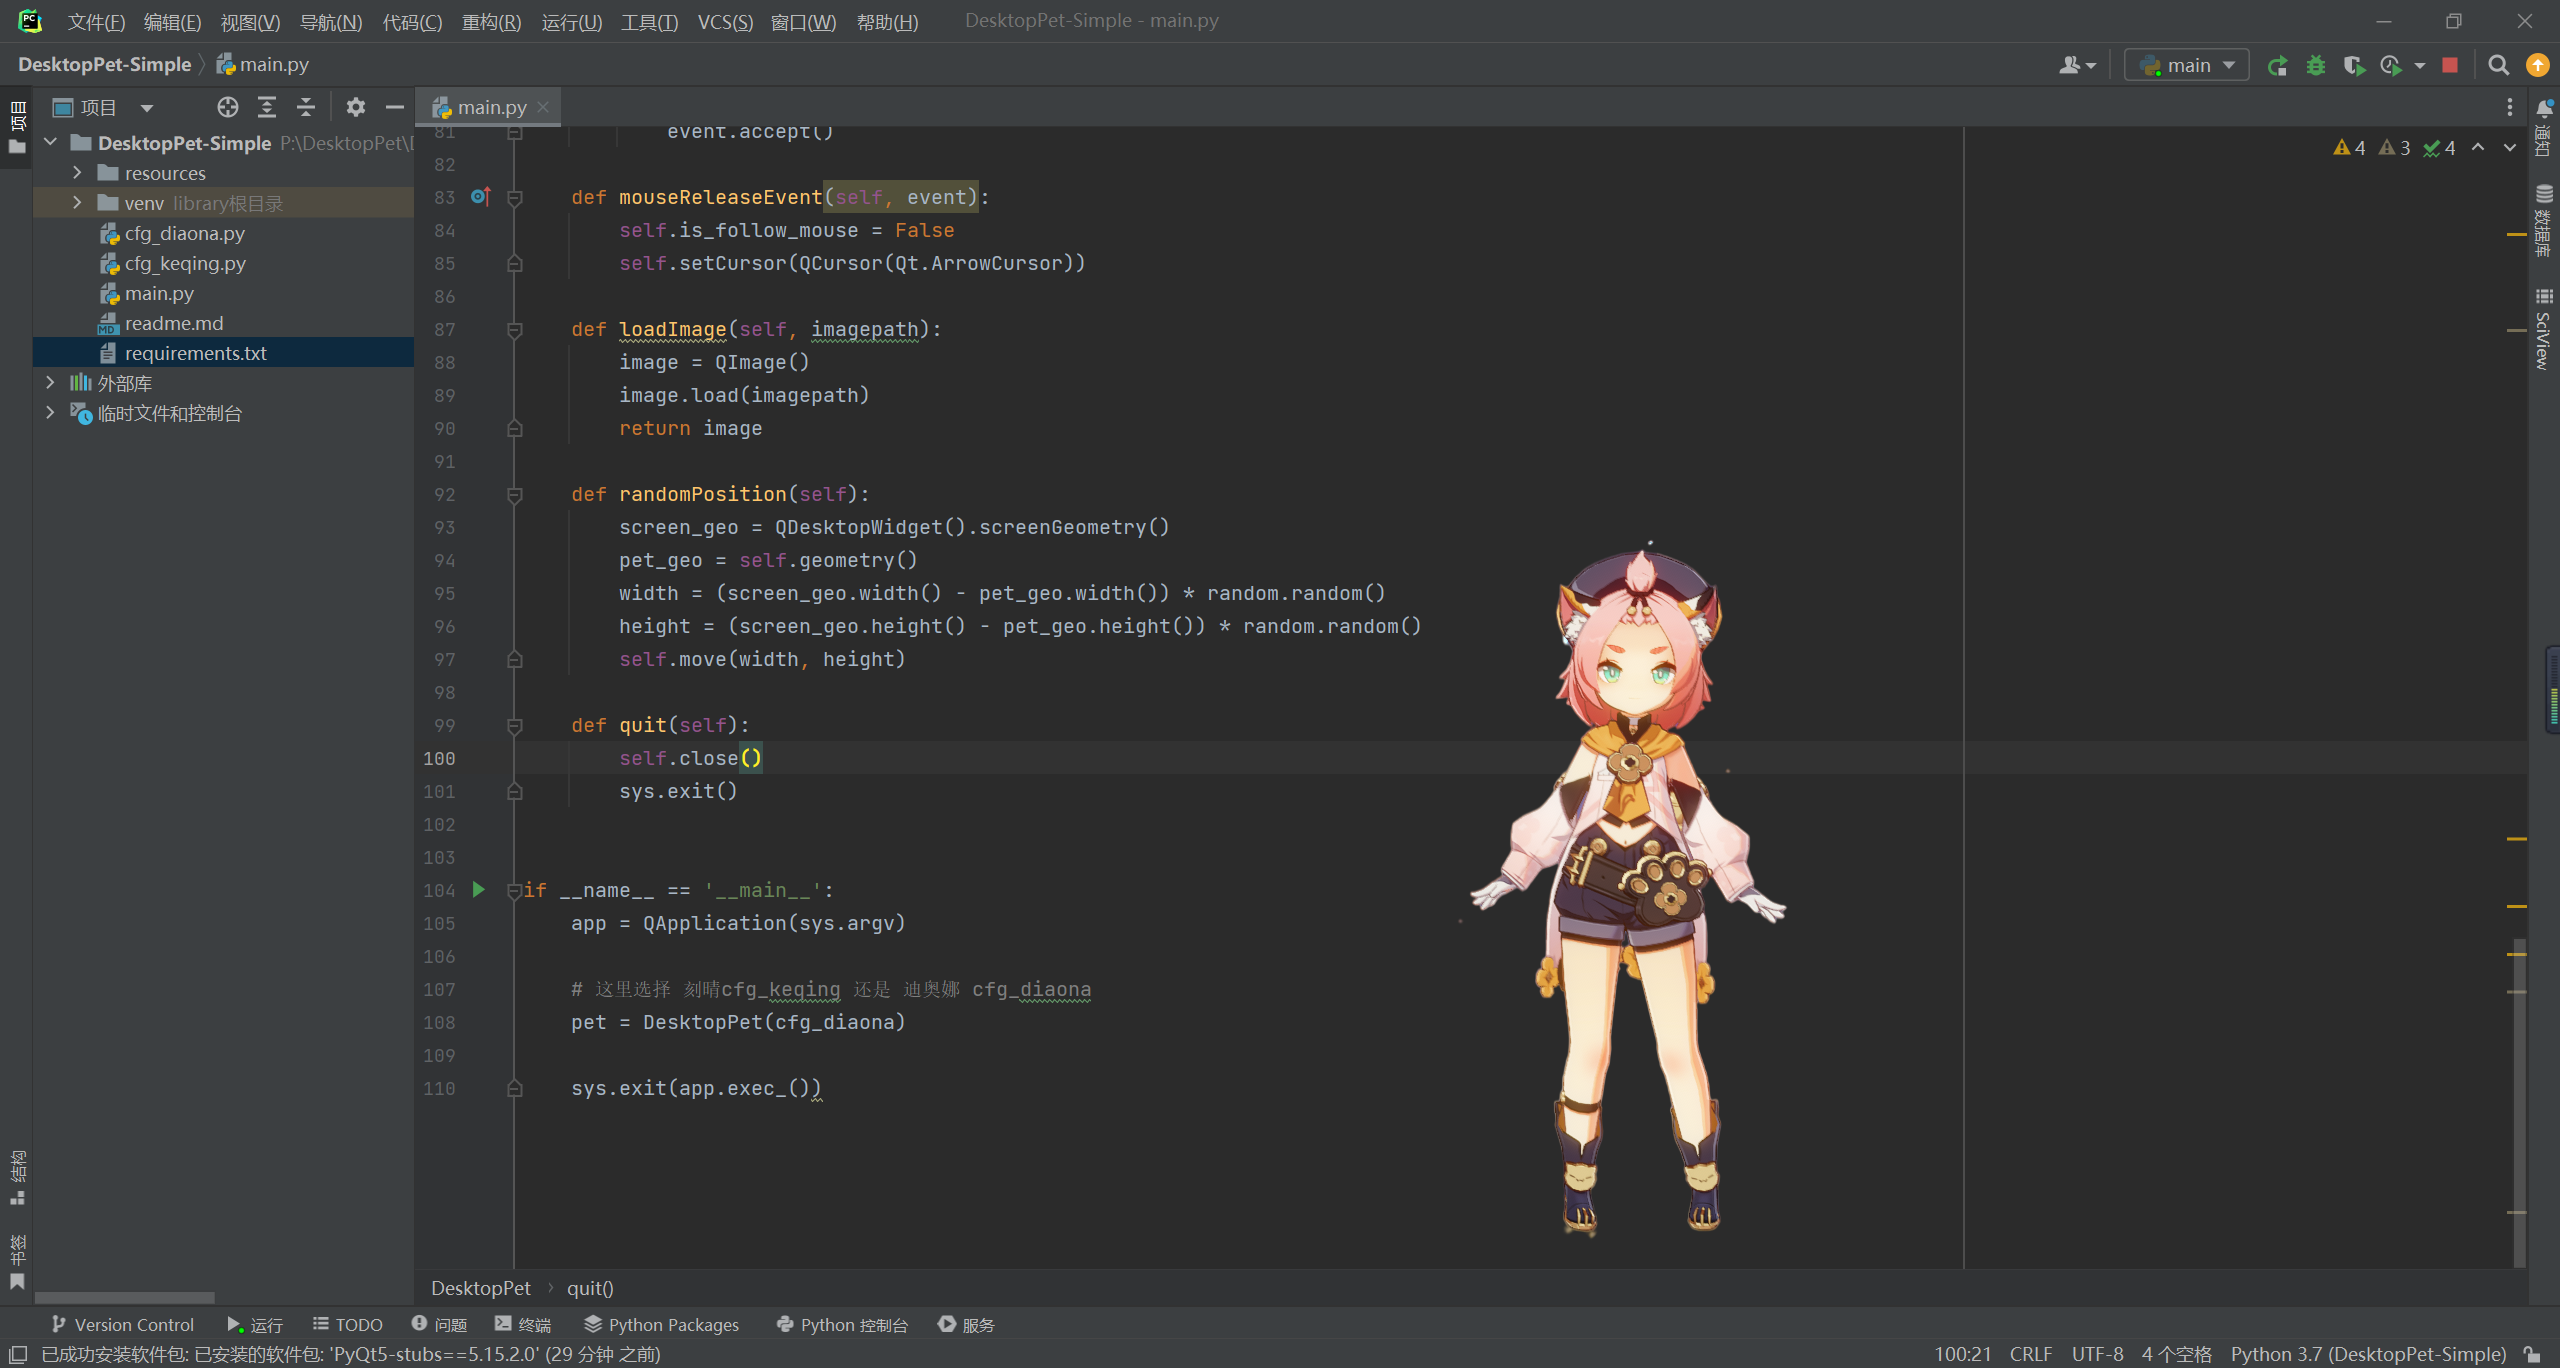 文件(F) 编辑(E) 视图(V) 导航(N) 代码(C) 重构(R) 运行(U) 工具(T) VCS(S) 窗口(W) 帮助(H) DesktopPet-Simple - main.py
DesktopPet-Simple main.py main
项目 项目 main.py
DesktopPet-Simple P:\DesktopPet\
resources
venv library根目录
cfg_diaona.py
cfg_keqing.py
main.py
readme.md
requirements.txt
外部库
临时文件和控制台
4 3 4
81 event.accept()
82
83 def mouseReleaseEvent(self, event):
84 self.is_follow_mouse = False
85 self.setCursor(QCursor(Qt.ArrowCursor))
86
87 def loadImage(self, imagepath):
88 image = QImage()
89 image.load(imagepath)
90 return image
91
92 def randomPosition(self):
93 screen_geo = QDesktopWidget().screenGeometry()
94 pet_geo = self.geometry()
95 width = (screen_geo.width() - pet_geo.width()) * random.random()
96 height = (screen_geo.height() - pet_geo.height()) * random.random()
97 self.move(width, height)
98
99 def quit(self):
100 self.close()
101 sys.exit()
102
103
104 if __name__ == '__main__':
105 app = QApplication(sys.argv)
106
107 # 这里选择 刻晴cfg_keqing 还是 迪奥娜 cfg_diaona
108 pet = DesktopPet(cfg_diaona)
109
110 sys.exit(app.exec_())
通知
数据库
SciView
结构
书签
DesktopPet quit()
Version Control 运行 TODO 问题 终端 Python Packages Python 控制台 服务
已成功安装软件包: 已安装的软件包: 'PyQt5-stubs==5.15.2.0' (29 分钟 之前) 100:21 CRLF UTF-8 4 个空格 Python 3.7 (DesktopPet-Simple)